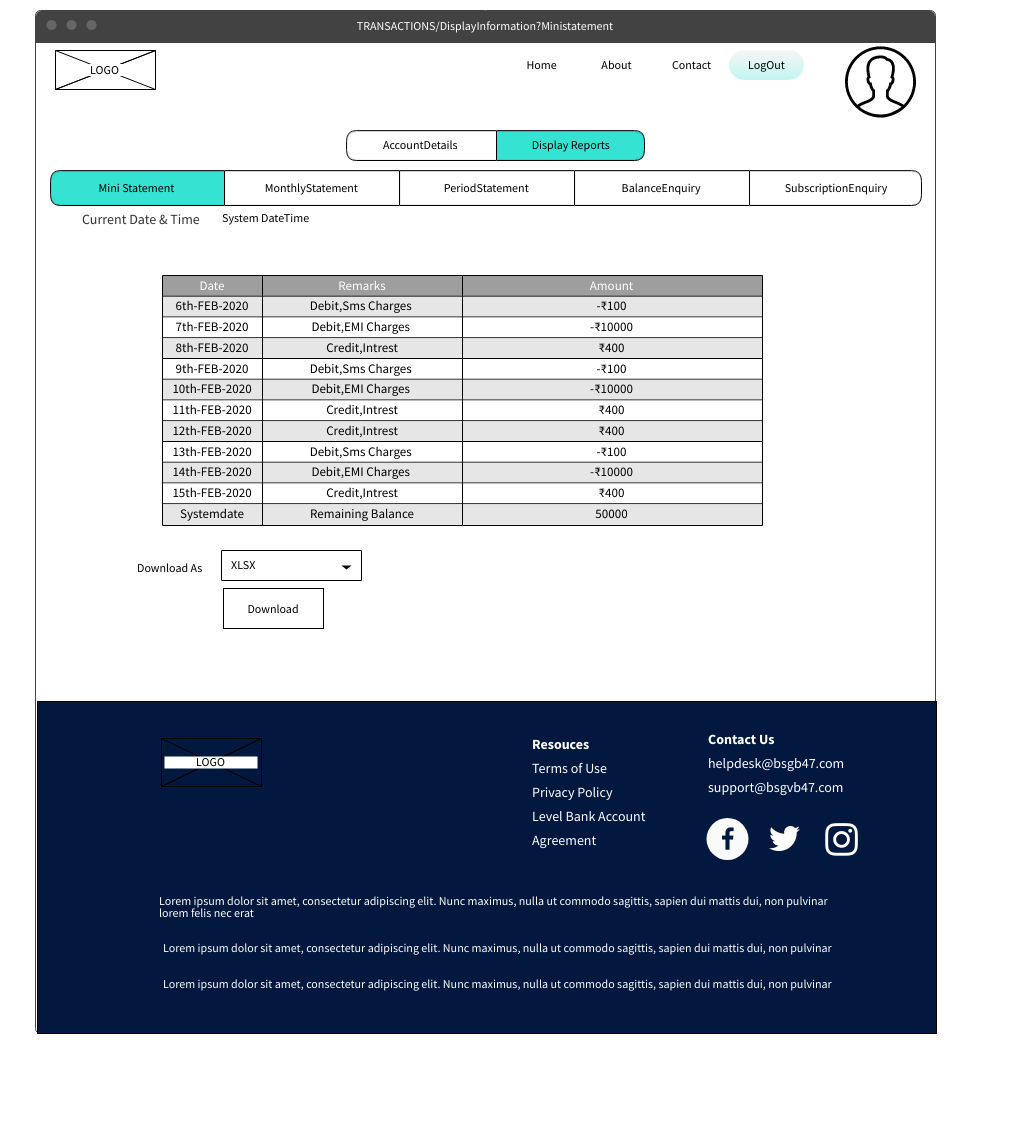 TRANSACTIONS/DisplayInformation?Ministatement
LOGO
Home About Contact LogOut
AccountDetails Display Reports
Mini Statement MonthlyStatement PeriodStatement BalanceEnquiry SubscriptionEnquiry
Current Date & Time System DateTime
Date Remarks Amount
6th-FEB-2020 Debit,Sms Charges -₹100
7th-FEB-2020 Debit,EMI Charges -₹10000
8th-FEB-2020 Credit,Intrest ₹400
9th-FEB-2020 Debit,Sms Charges -₹100
10th-FEB-2020 Debit,EMI Charges -₹10000
11th-FEB-2020 Credit,Intrest ₹400
12th-FEB-2020 Credit,Intrest ₹400
13th-FEB-2020 Debit,Sms Charges -₹100
14th-FEB-2020 Debit,EMI Charges -₹10000
15th-FEB-2020 Credit,Intrest ₹400
Systemdate Remaining Balance 50000
Download As XLSX
Download
LOGO
Resouces
Terms of Use
Privacy Policy
Level Bank Account
Agreement
Contact Us
helpdesk@bsgb47.com
support@bsgvb47.com
Lorem ipsum dolor sit amet, consectetur adipiscing elit. Nunc maximus, nulla ut commodo sagittis, sapien dui mattis dui, non pulvinar
lorem felis nec erat
Lorem ipsum dolor sit amet, consectetur adipiscing elit. Nunc maximus, nulla ut commodo sagittis, sapien dui mattis dui, non pulvinar
Lorem ipsum dolor sit amet, consectetur adipiscing elit. Nunc maximus, nulla ut commodo sagittis, sapien dui mattis dui, non pulvinar